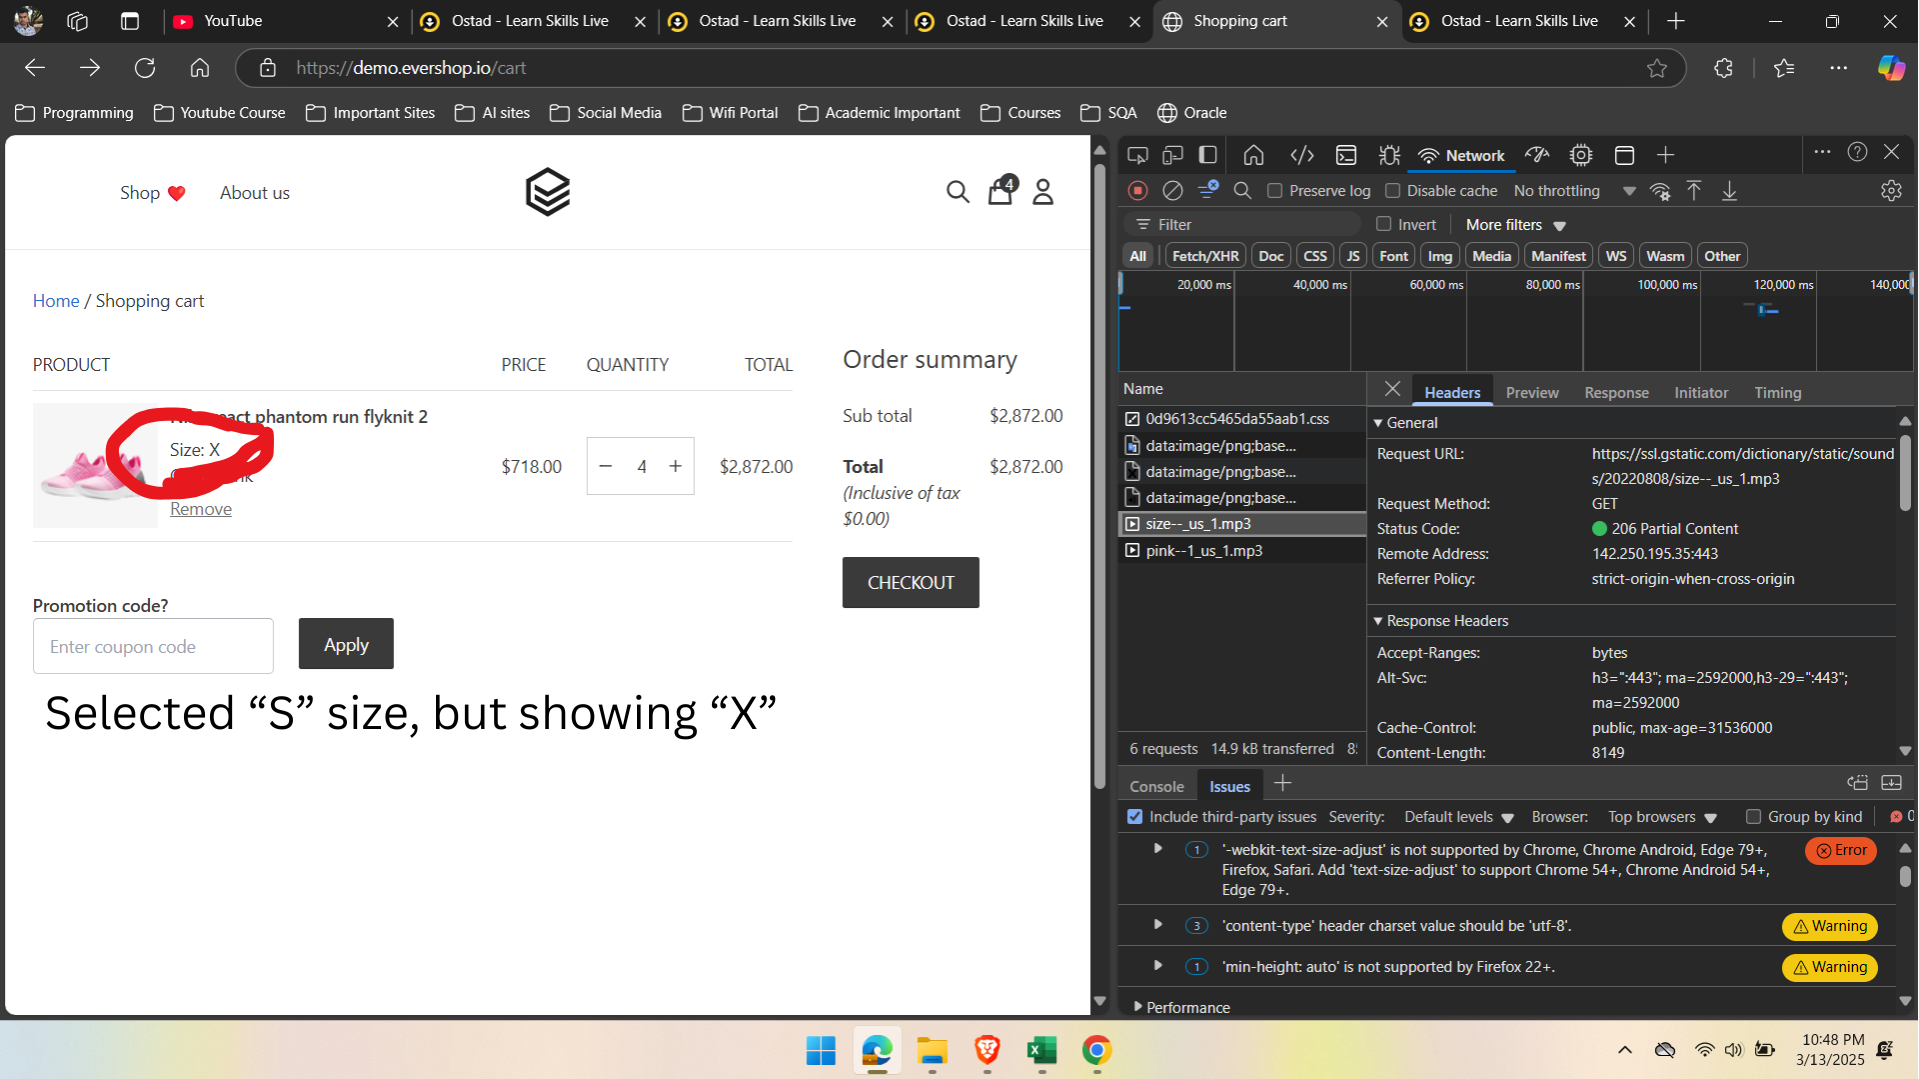 YouTube
Ostad - Learn Skills Live
Ostad - Learn Skills Live
Ostad - Learn Skills Live
Shopping cart
Ostad - Learn Skills Live
https://demo.evershop.io/cart
Programming
Youtube Course
Important Sites
AI sites
Social Media
Wifi Portal
Academic Important
Courses
SQA
Oracle
Shop ❤️
About us
4
Home / Shopping cart
PRODUCT PRICE QUANTITY TOTAL
phantom run flyknit 2
Size: X
Remove
$718.00
− 4 +
$2,872.00
Order summary
Sub total $2,872.00
Total $2,872.00
(Inclusive of tax
$0.00)
CHECKOUT
Promotion code?
Enter coupon code
Apply
Selected “S” size, but showing “X”
Network
Preserve log
Disable cache
No throttling
Filter
Invert
More filters
All Fetch/XHR Doc CSS JS Font Img Media Manifest WS Wasm Other
20,000 ms 40,000 ms 60,000 ms 80,000 ms 100,000 ms 120,000 ms 140,000
Name
0d9613cc5465da55aab1.css
data:image/png;base...
data:image/png;base...
data:image/png;base...
size--_us_1.mp3
pink--1_us_1.mp3
6 requests 14.9 kB transferred
Headers Preview Response Initiator Timing
General
Request URL: https://ssl.gstatic.com/dictionary/static/sound
s/20220808/size--_us_1.mp3
Request Method: GET
Status Code: 206 Partial Content
Remote Address: 142.250.195.35:443
Referrer Policy: strict-origin-when-cross-origin
Response Headers
Accept-Ranges: bytes
Alt-Svc: h3=":443"; ma=2592000,h3-29=":443";
ma=2592000
Cache-Control: public, max-age=31536000
Content-Length: 8149
Console Issues
Include third-party issues Severity: Default levels Browser: Top browsers Group by kind 0
1 '-webkit-text-size-adjust' is not supported by Chrome, Chrome Android, Edge 79+,
Firefox, Safari. Add 'text-size-adjust' to support Chrome 54+, Chrome Android 54+,
Edge 79+.
Error
3 'content-type' header charset value should be 'utf-8'.
Warning
1 'min-height: auto' is not supported by Firefox 22+.
Warning
Performance
10:48 PM
3/13/2025